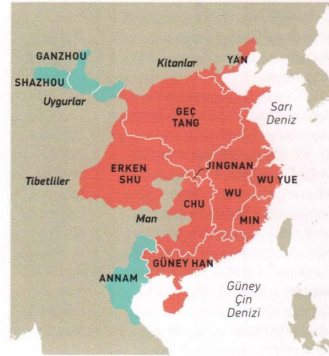 GANZHOU
SHAZHOU
Uygurlar
Kitanlar
YAN
GEÇ
TANG
Sarı
Deniz
Tibetliler
ERKEN
SHU
JINGNAN
WU YUE
WU
CHU
Man
MIN
ANNAM
GÜNEY HAN
Güney
Çin
Denizi